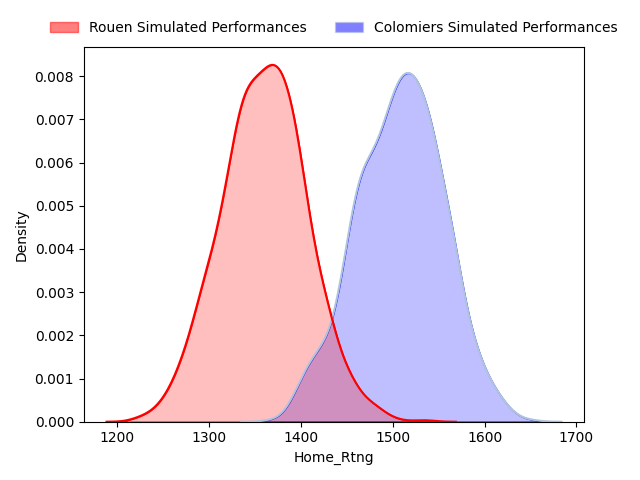 Rouen Simulated Performances
Colomiers Simulated Performances
0.008
0.007
0.006
0.005
0.004
0.003
0.002
0.001
0.000
Density
1200 1300 1400 1500 1600 1700
Home_Rtng